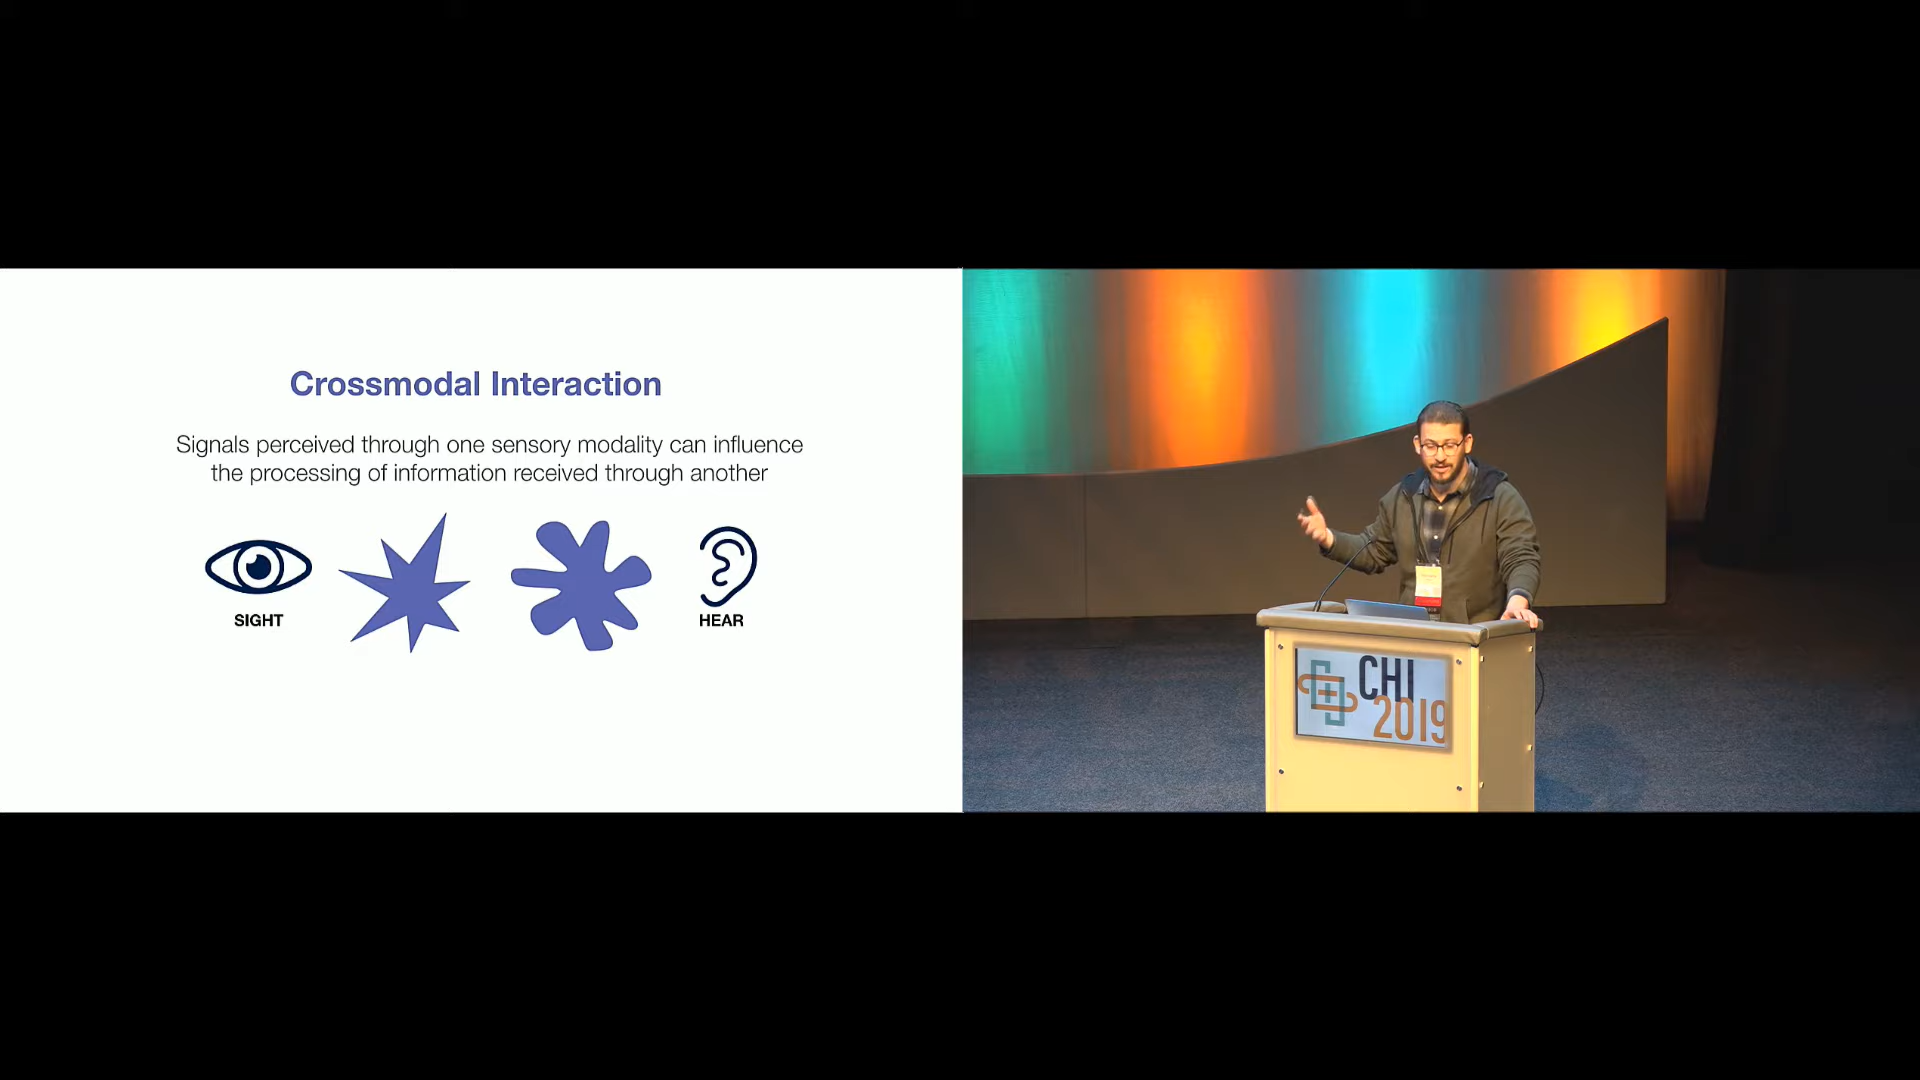 Crossmodal Interaction
Signals perceived through one sensory modality can influence
the processing of information received through another
SIGHT
HEAR
CHI
2019